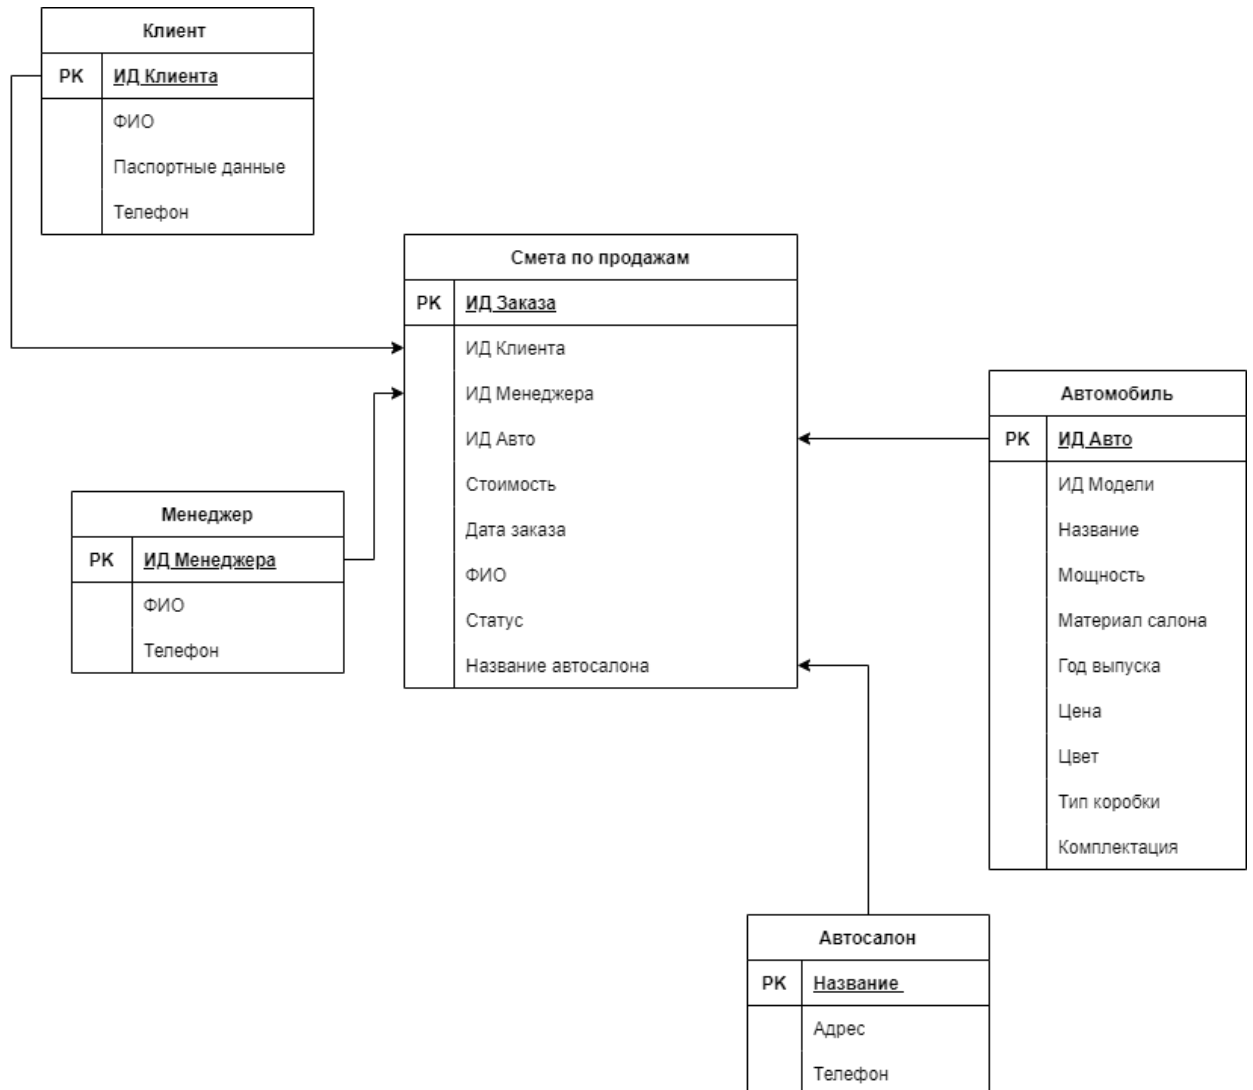 Клиент
PK ИД Клиента
ФИО
Паспортные данные
Телефон
Смета по продажам
PK ИД Заказа
ИД Клиента
ИД Менеджера
ИД Авто
Стоимость
Дата заказа
ФИО
Статус
Название автосалона
Менеджер
PK ИД Менеджера
ФИО
Телефон
Автомобиль
PK ИД Авто
ИД Модели
Название
Мощность
Материал салона
Год выпуска
Цена
Цвет
Тип коробки
Комплектация
Автосалон
PK Название
Адрес
Телефон